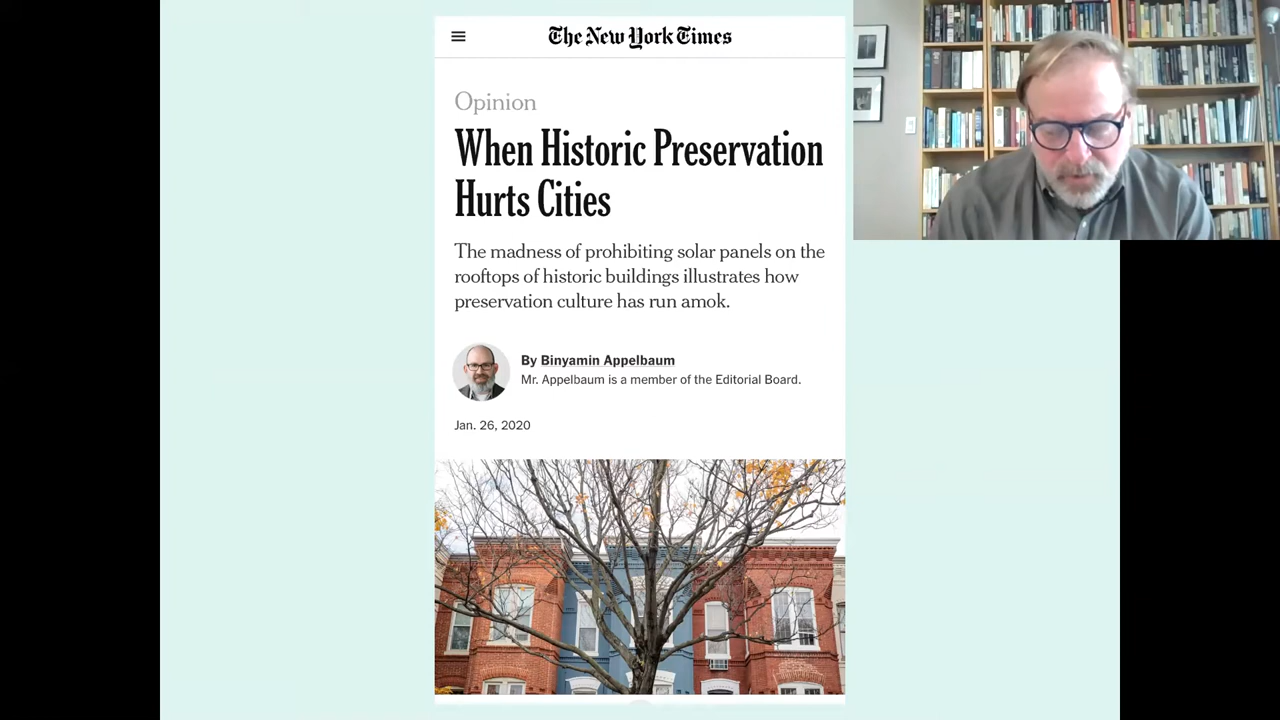 The New York Times
Opinion
When Historic Preservation
Hurts Cities
The madness of prohibiting solar panels on the
rooftops of historic buildings illustrates how
preservation culture has run amok.
By Binyamin Appelbaum
Mr. Appelbaum is a member of the Editorial Board.
Jan. 26, 2020